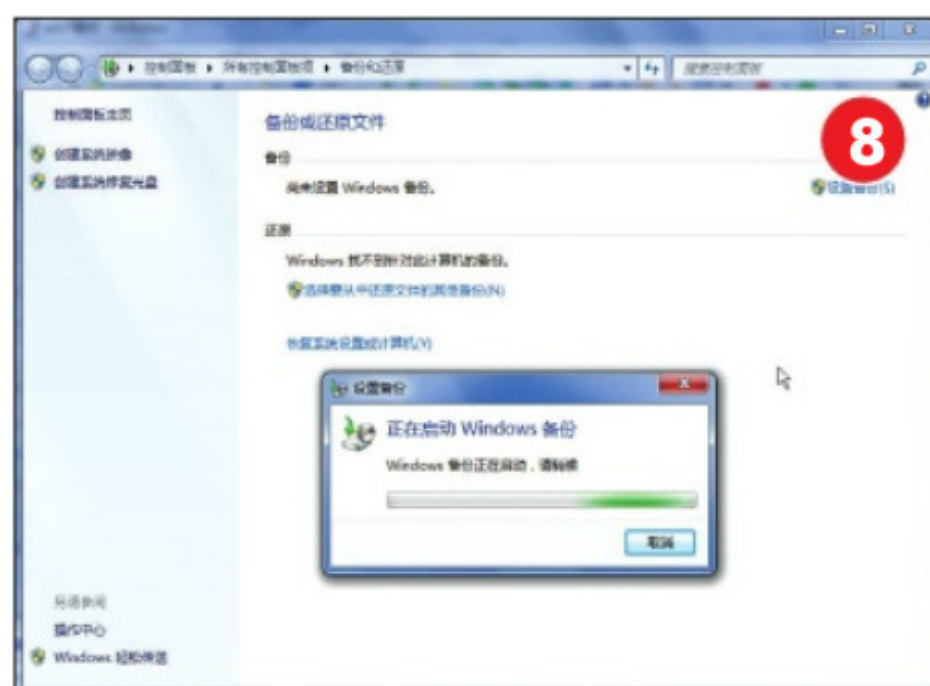 控制面板 ▸ 所有控制面板项 ▸ 备份和还原
搜索控制面板
控制面板主页
创建系统映像
创建系统修复光盘
备份或还原文件
8
备份
尚未设置 Windows 备份。
设置备份(S)
还原
Windows 找不到针对此计算机的备份。
选择要从中还原文件的其他备份(N)
恢复系统设置或计算机(V)
设置备份
正在启动 Windows 备份
Windows 备份正在启动，请稍候
取消
另请参阅
操作中心
Windows 轻松传送